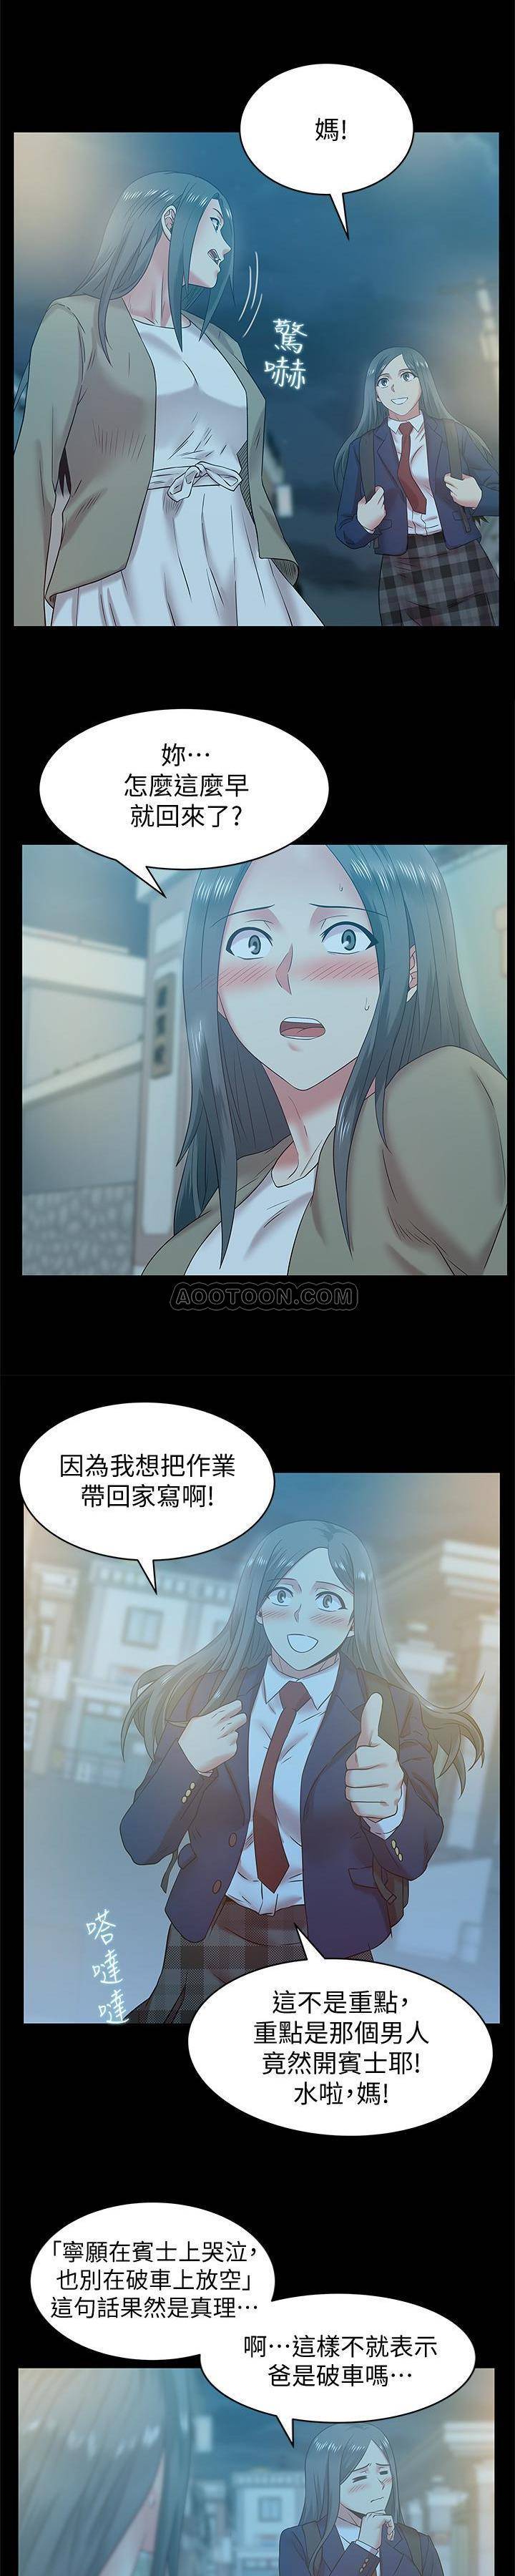 媽!
驚
嚇
妳…
怎麼這麼早
就回來了?
AOOTOON.COM
因為我想把作業
帶回家寫啊!
嗒
噠
噠
這不是重點，
重點是那個男人
竟然開賓士耶!
水啦，媽!
「寧願在賓士上哭泣，
也別在破車上放空」
這句話果然是真理…
啊…這樣不就表示
爸是破車嗎…